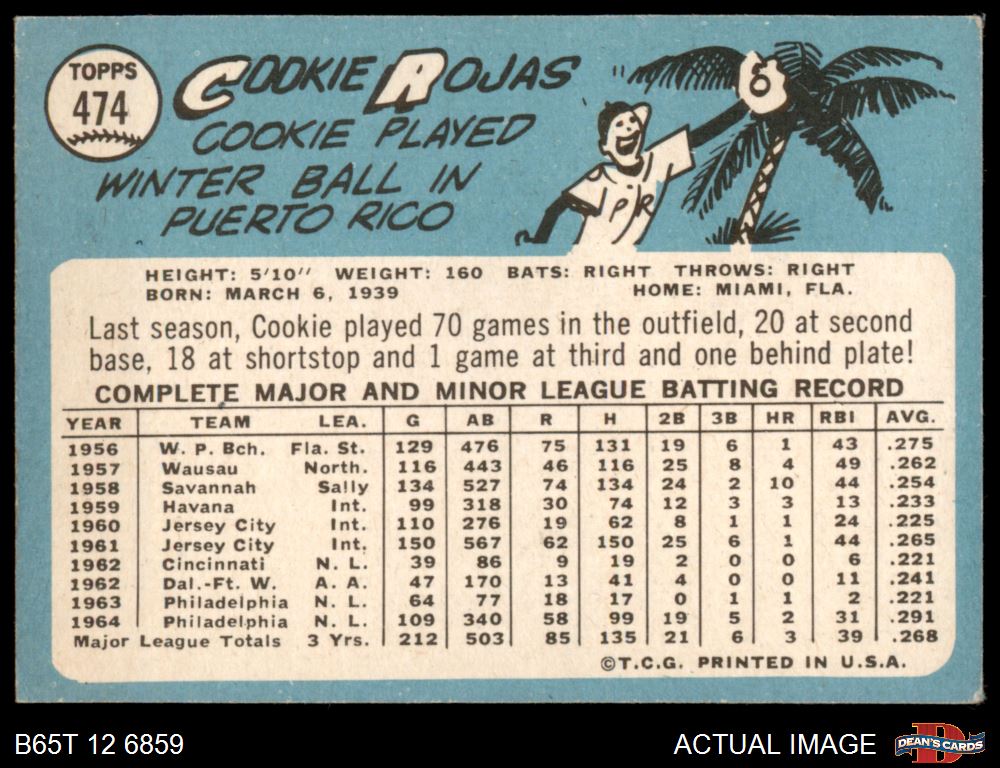 TOPPS
474
COOKIE ROJAS
COOKIE PLAYED
WINTER BALL IN
PUERTO RICO
6
P R
HEIGHT: 5'10" WEIGHT: 160 BATS: RIGHT THROWS: RIGHT
BORN: MARCH 6, 1939 HOME: MIAMI, FLA.
Last season, Cookie played 70 games in the outfield, 20 at second
base, 18 at shortstop and 1 game at third and one behind plate!
COMPLETE MAJOR AND MINOR LEAGUE BATTING RECORD
YEAR TEAM LEA. G AB R H 2B 3B HR RBI AVG.
1956 W. P. Bch. Fla. St. 129 476 75 131 19 6 1 43 .275
1957 Wausau North. 116 443 46 116 25 8 4 49 .262
1958 Savannah Sally 134 527 74 134 24 2 10 44 .254
1959 Havana Int. 99 318 30 74 12 3 3 13 .233
1960 Jersey City Int. 110 276 19 62 8 1 1 24 .225
1961 Jersey City Int. 150 567 62 150 25 6 1 44 .265
1962 Cincinnati N. L. 39 86 9 19 2 0 0 6 .221
1962 Dal.-Ft. W. A. A. 47 170 13 41 4 0 0 11 .241
1963 Philadelphia N. L. 64 77 18 17 0 1 1 2 .221
1964 Philadelphia N. L. 109 340 58 99 19 5 2 31 .291
Major League Totals 3 Yrs. 212 503 85 135 21 6 3 39 .268
©T.C.G. PRINTED IN U.S.A.
B65T 12 6859 ACTUAL IMAGE
DEAN'S CARDS